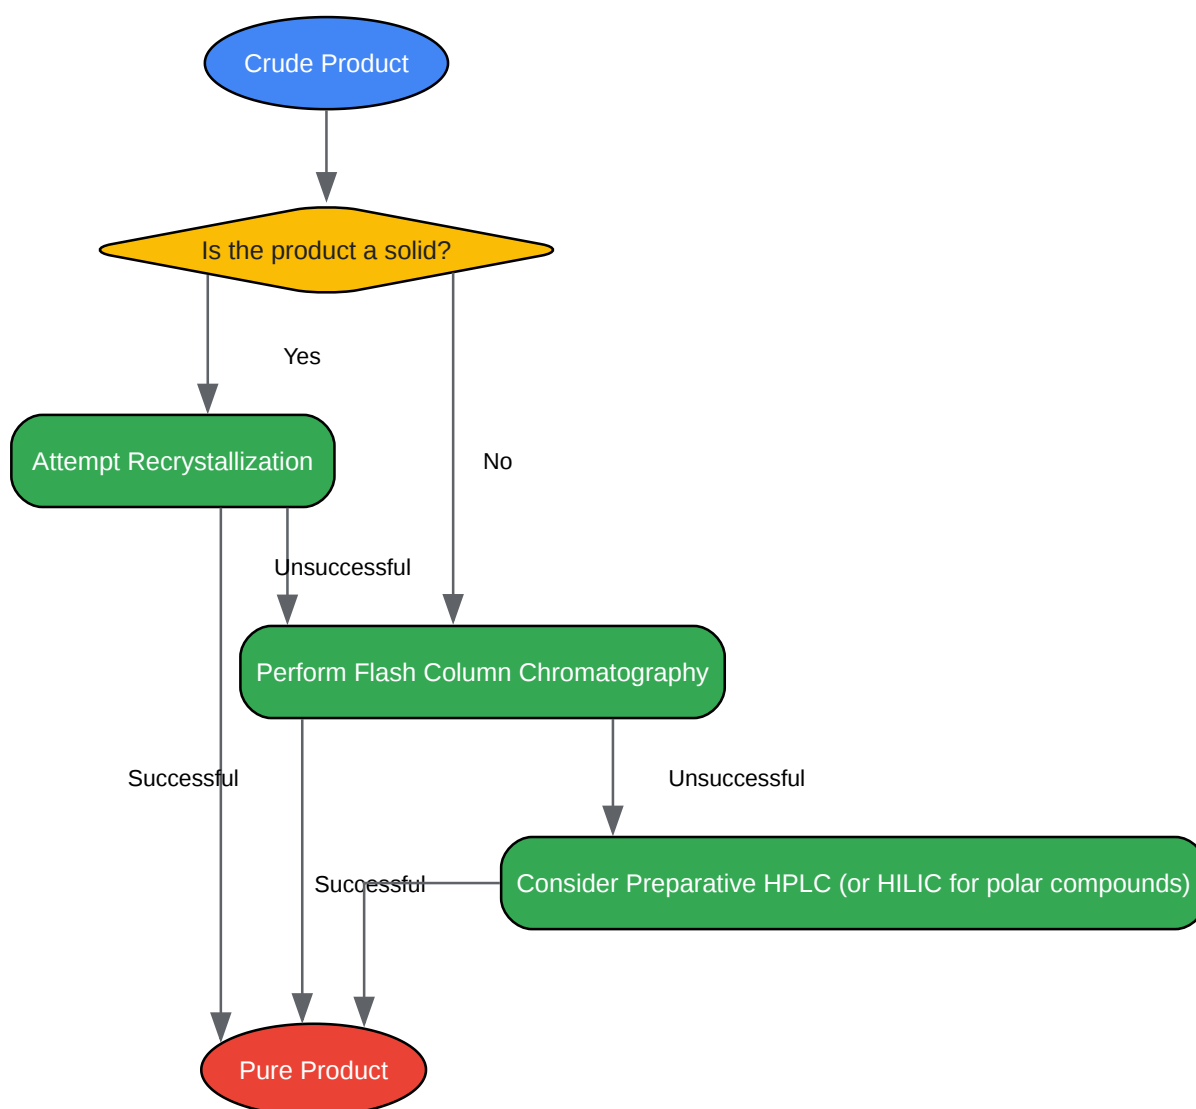 Crude Product
Is the product a solid?
Yes
Attempt Recrystallization
No
Unsuccessful
Perform Flash Column Chromatography
Successful
Unsuccessful
Successful
Consider Preparative HPLC (or HILIC for polar compounds)
Pure Product